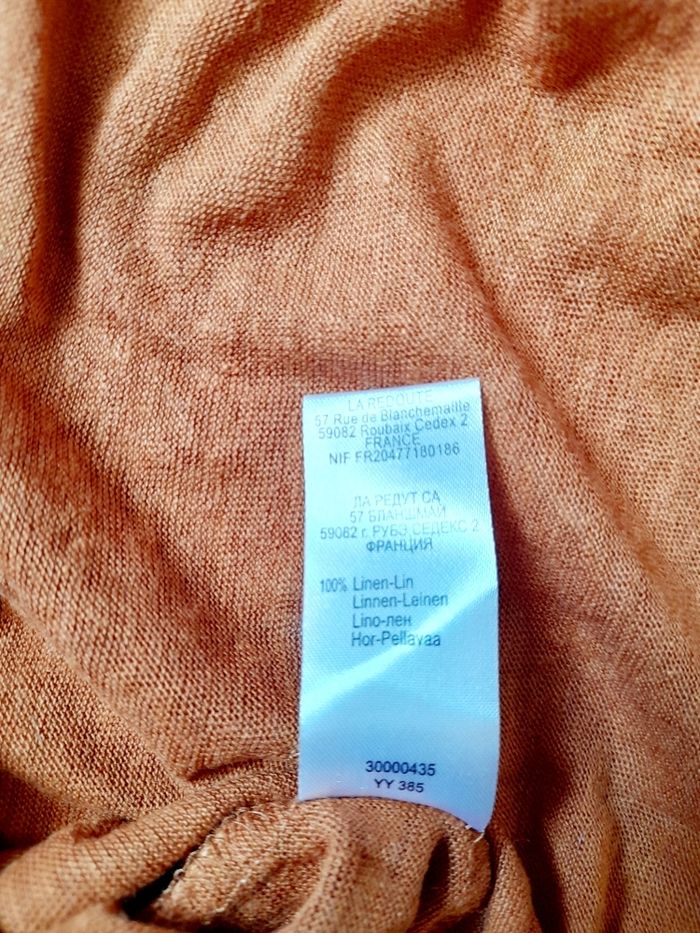 LA REDOUTE
57 Rue de Blanchemaille
59082 Roubaix Cedex 2
FRANCE
NIF FR20477180186
ЛА РЕДУТ СА
57 БЛАНШМАЙ
59082 г. РУБЭ СЕДЕКС 2
ФРАНЦИЯ
100% Linen-Lin
Linnen-Leinen
Lino-лен
Hor-Pellavaa
30000435
YY 385